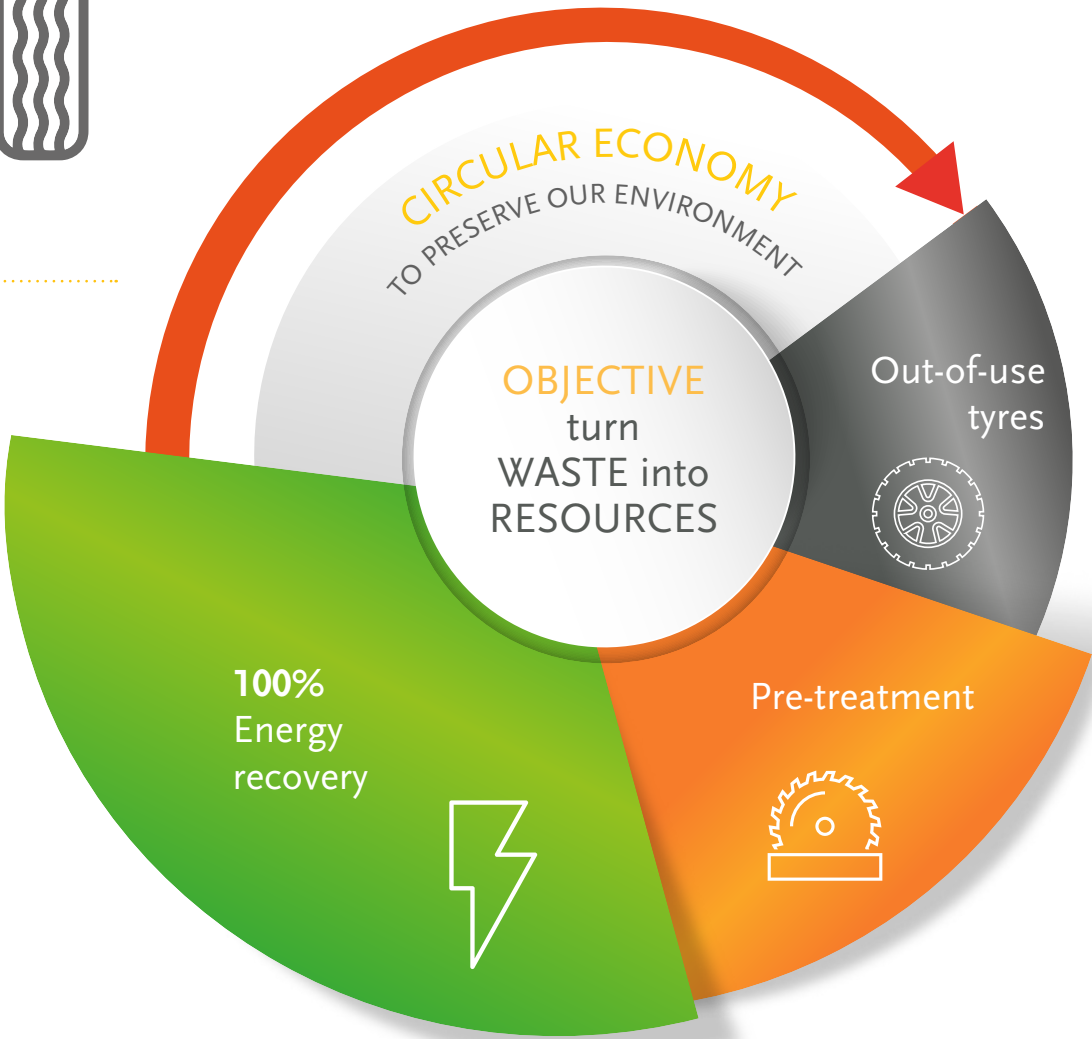 CIRCULAR ECONOMY
TO PRESERVE OUR ENVIRONMENT
OBJECTIVE
turn
WASTE into
RESOURCES
Out-of-use
tyres
Pre-treatment
100%
Energy
recovery